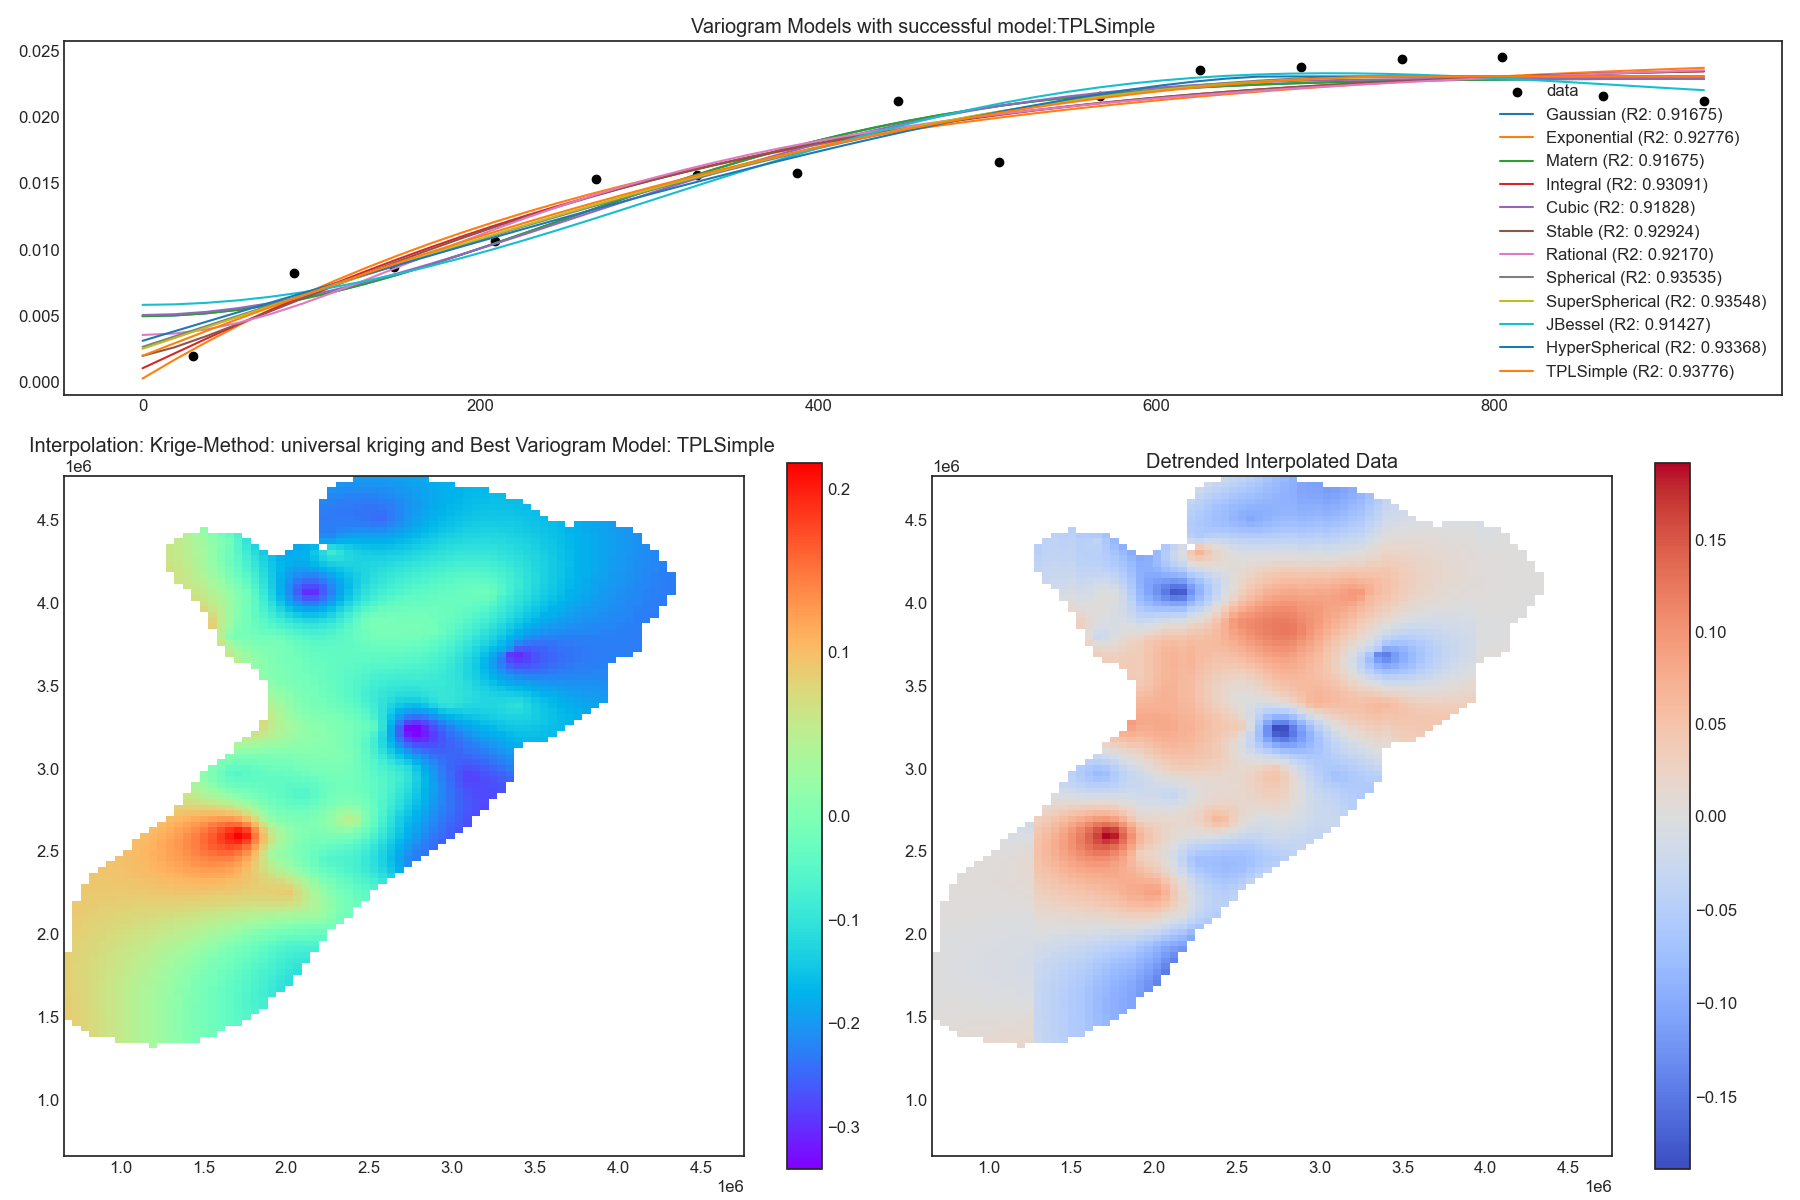 Variogram Models with successful model:TPLSimple
0.025
0.020
0.015
0.010
0.005
0.000
data
Gaussian (R2: 0.91675)
Exponential (R2: 0.92776)
Matern (R2: 0.91675)
Integral (R2: 0.93091)
Cubic (R2: 0.91828)
Stable (R2: 0.92924)
Rational (R2: 0.92170)
Spherical (R2: 0.93535)
SuperSpherical (R2: 0.93548)
JBessel (R2: 0.91427)
HyperSpherical (R2: 0.93368)
TPLSimple (R2: 0.93776)
0 200 400 600 800
Interpolation: Krige-Method: universal kriging and Best Variogram Model: TPLSimple
1e6
4.5
4.0
3.5
3.0
2.5
2.0
1.5
1.0
1.0 1.5 2.0 2.5 3.0 3.5 4.0 4.5
1e6
0.2
0.1
0.0
−0.1
−0.2
−0.3
Detrended Interpolated Data
1e6
4.5
4.0
3.5
3.0
2.5
2.0
1.5
1.0
1.0 1.5 2.0 2.5 3.0 3.5 4.0 4.5
1e6
0.15
0.10
0.05
0.00
−0.05
−0.10
−0.15